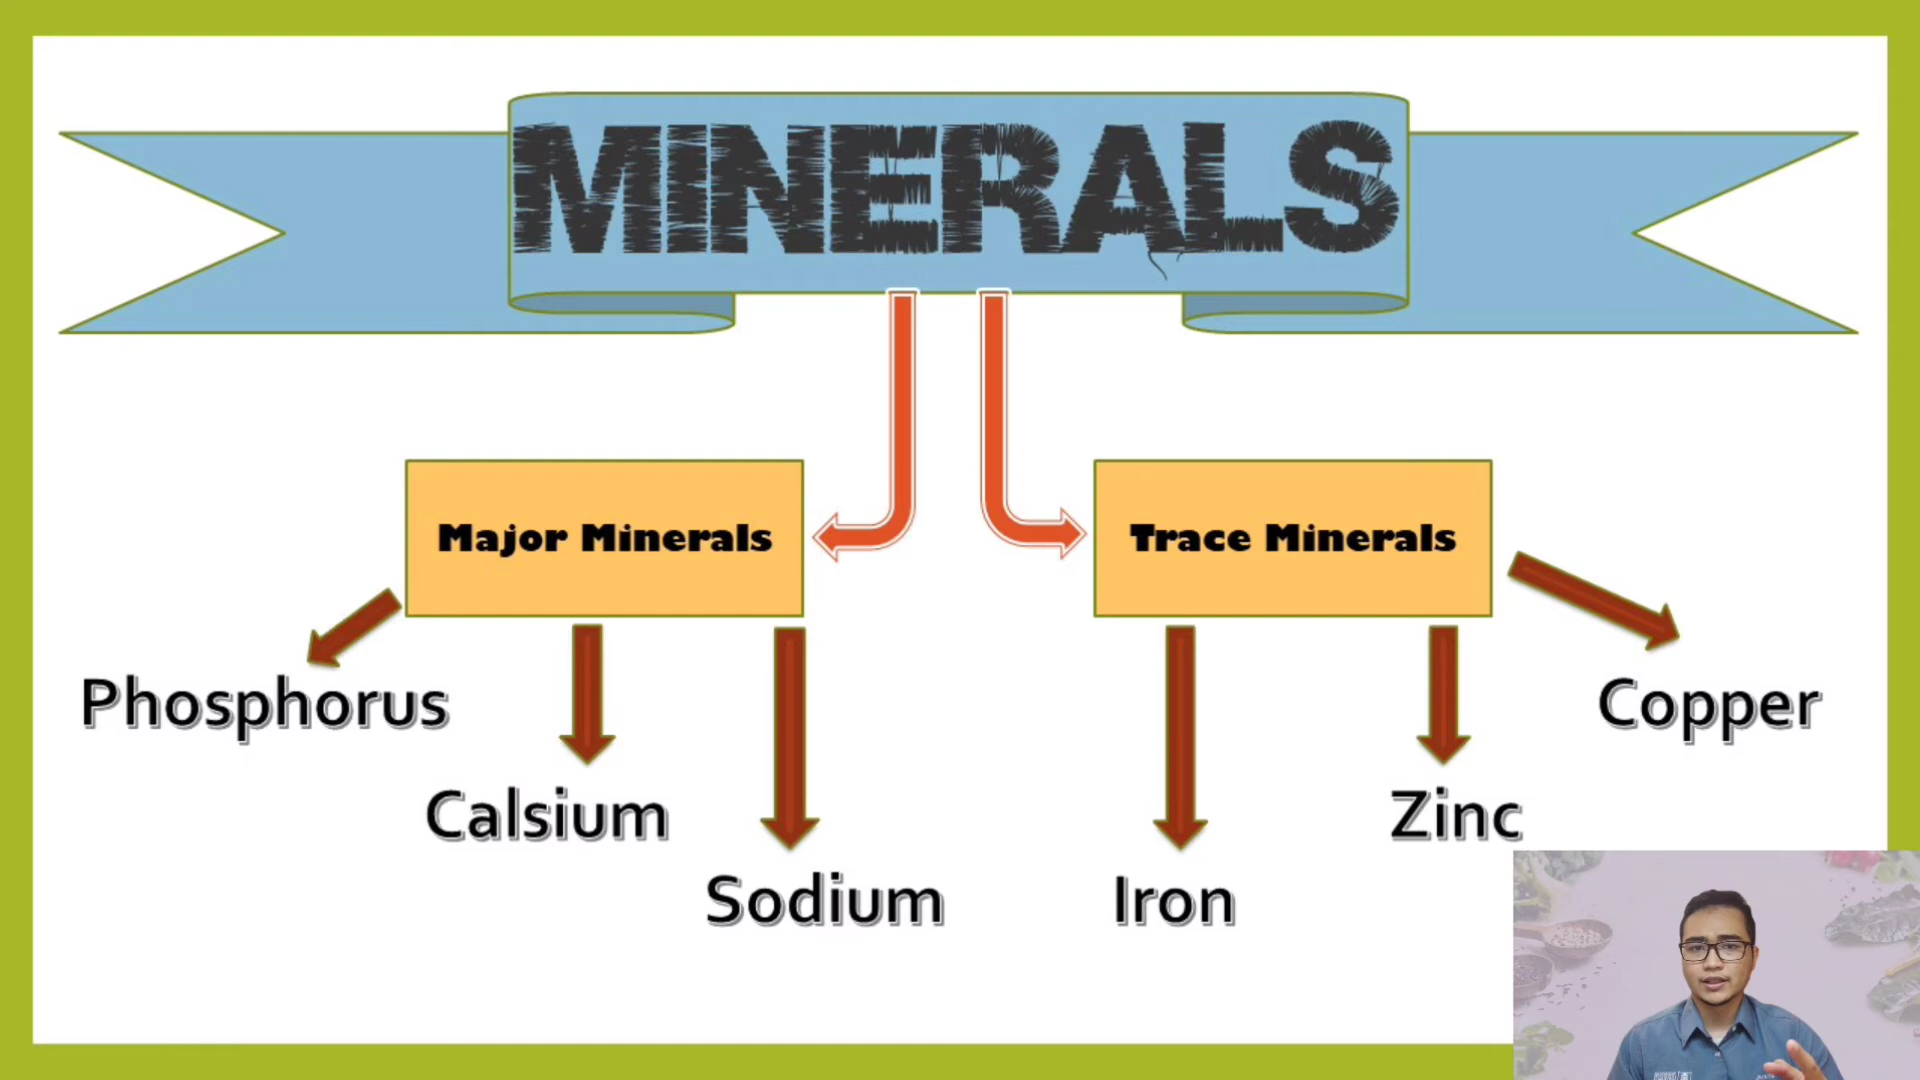 MINERALS
Major Minerals
Trace Minerals
Phosphorus
Copper
Calsium
Zinc
Sodium
Iron